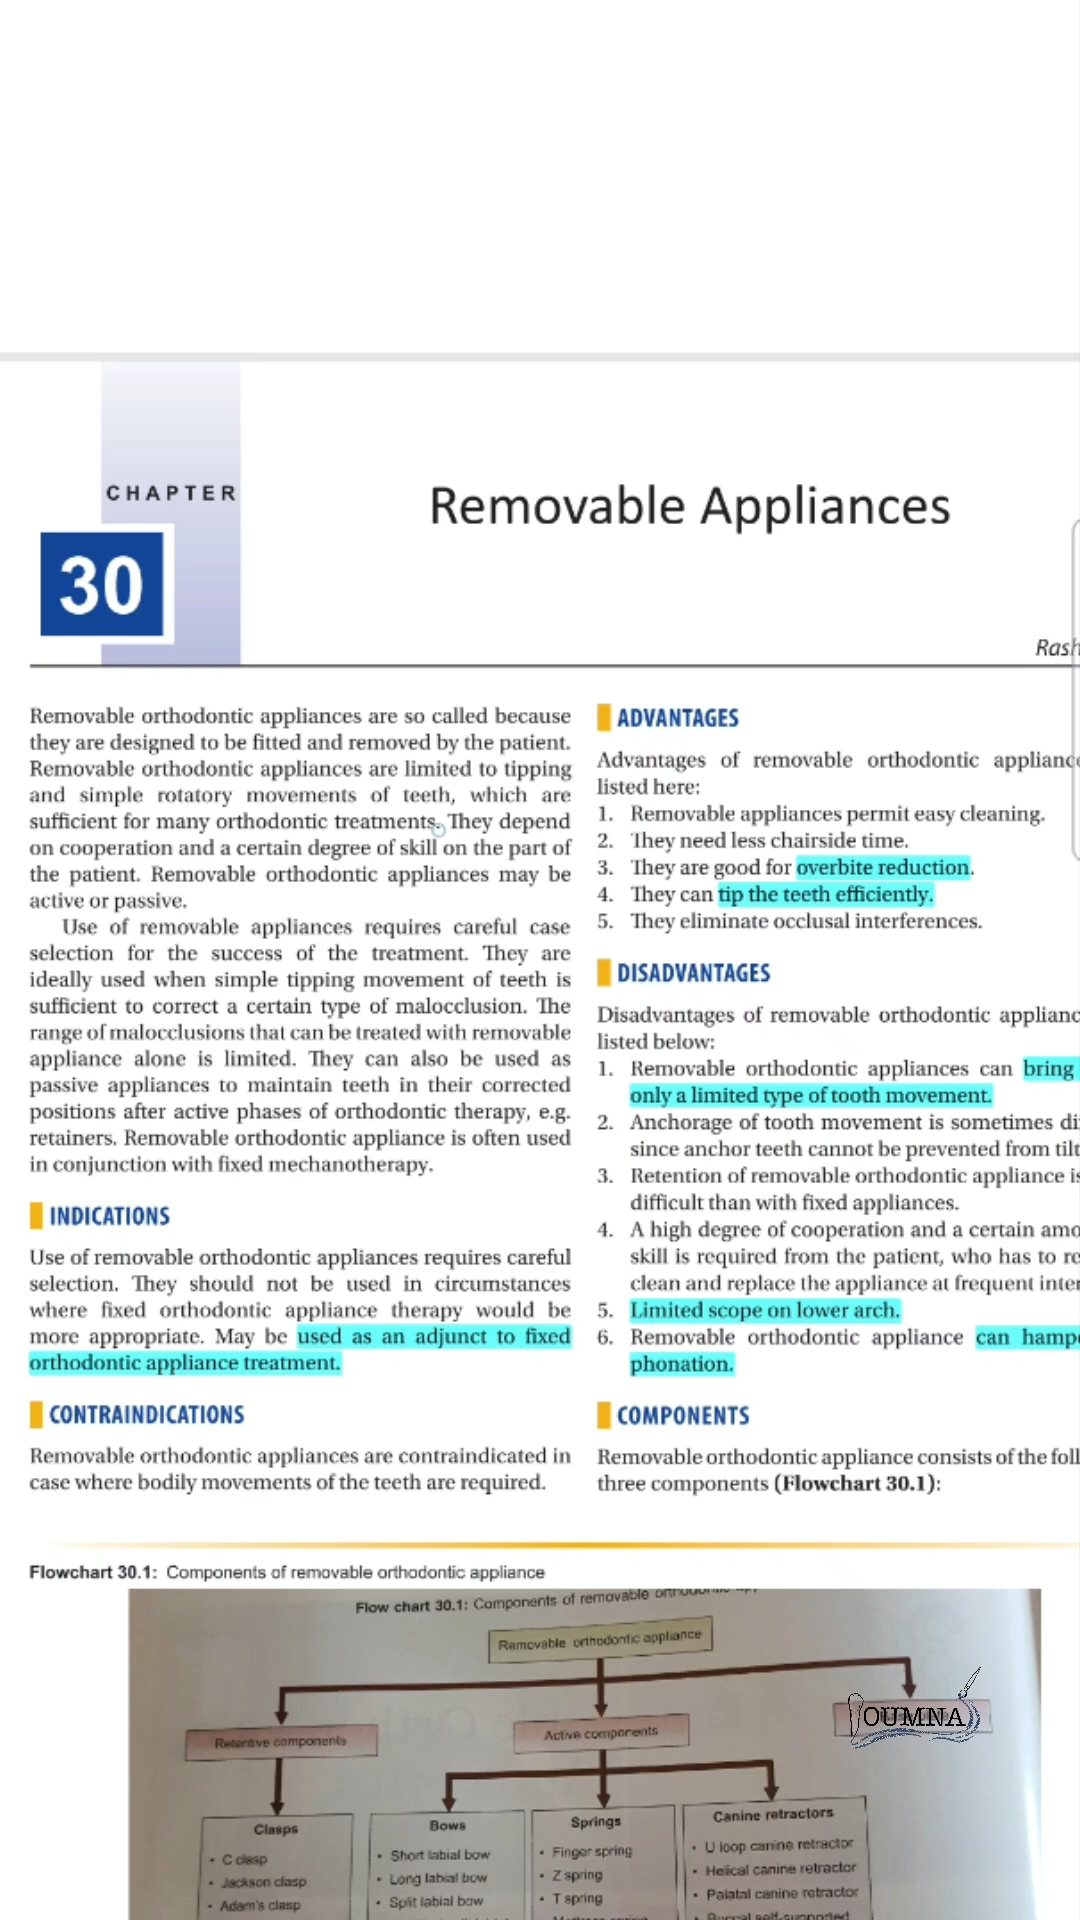 CHAPTER
30
Removable Appliances
Removable orthodontic appliances are so called because
they are designed to be fitted and removed by the patient.
Removable orthodontic appliances are limited to tipping
and simple rotatory movements of teeth, which are
sufficient for many orthodontic treatments. They depend
on cooperation and a certain degree of skill on the part of
the patient. Removable orthodontic appliances may be
active or passive.
Use of removable appliances requires careful case
selection for the success of the treatment. They are
ideally used when simple tipping movement of teeth is
sufficient to correct a certain type of malocclusion. The
range of malocclusions that can be treated with removable
appliance alone is limited. They can also be used as
passive appliances to maintain teeth in their corrected
positions after active phases of orthodontic therapy, e.g.
retainers. Removable orthodontic appliance is often used
in conjunction with fixed mechanotherapy.
INDICATIONS
Use of removable orthodontic appliances requires careful
selection. They should not be used in circumstances
where fixed orthodontic appliance therapy would be
more appropriate. May be used as an adjunct to fixed
orthodontic appliance treatment.
CONTRAINDICATIONS
Removable orthodontic appliances are contraindicated in
case where bodily movements of the teeth are required.
Rash
ADVANTAGES
Advantages of removable orthodontic applianc
listed here:
1. Removable appliances permit easy cleaning.
2. They need less chairside time.
3. They are good for overbite reduction.
4. They can tip the teeth efficiently.
5. They eliminate occlusal interferences.
DISADVANTAGES
Disadvantages of removable orthodontic applianc
listed below:
1. Removable orthodontic appliances can bring
only a limited type of tooth movement.
2. Anchorage of tooth movement is sometimes di
since anchor teeth cannot be prevented from tilt
3. Retention of removable orthodontic appliance is
difficult than with fixed appliances.
4. A high degree of cooperation and a certain amo
skill is required from the patient, who has to re
clean and replace the appliance at frequent inter
5. Limited scope on lower arch.
6. Removable orthodontic appliance can hamp
phonation.
COMPONENTS
Removable orthodontic appliance consists of the foll
three components (Flowchart 30.1):
Flowchart 30.1: Components of removable orthodontic appliance
Flow chart 30.1: Components of removable orthodontic
Removable orthodontic appliance
Retentive components
Active components
OUMNA
Clasps
• C clasp
• Jackson clasp
• Adam's clasp
Bows
• Short labial bow
• Long labial bow
• Split labial bow
Springs
• Finger spring
• Z spring
• T spring
Canine retractors
• U loop canine retractor
• Helical canine retractor
• Palatal canine retractor